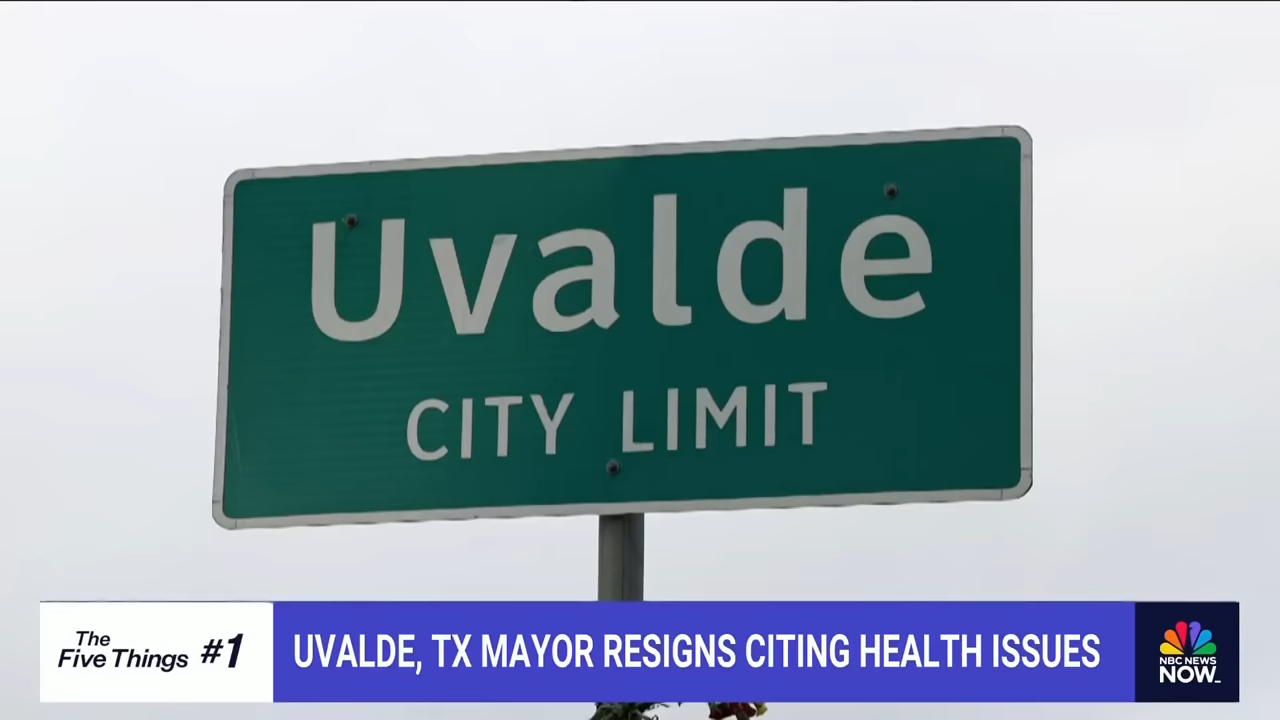 Uvalde
CITY LIMIT
The
Five Things #1
UVALDE, TX MAYOR RESIGNS CITING HEALTH ISSUES
NBC NEWS
NOW